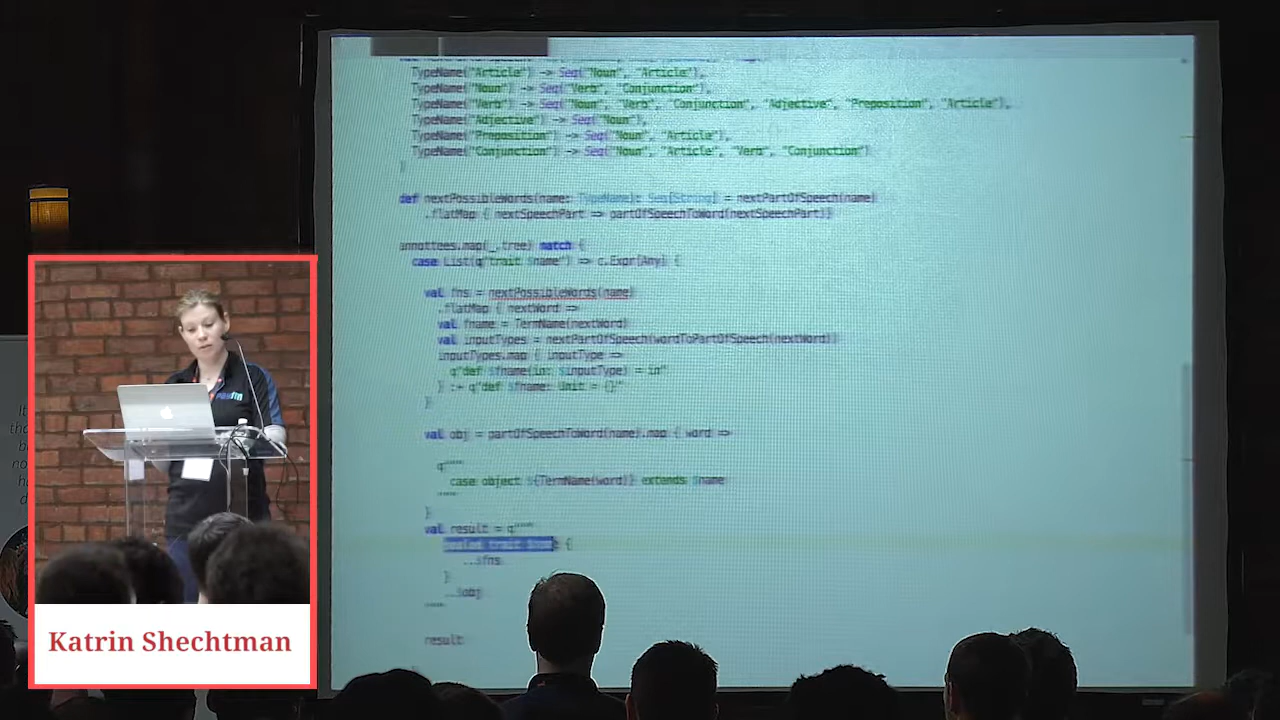 TypeName("Article") -> Seq("Noun", "Article"),
TypeName("Noun") -> Seq("Verb", "Conjunction"),
TypeName("Verb") -> Seq("Noun", "Verb", "Conjunction", "Adjective", "Preposition", "Article"),
TypeName("Adjective") -> Seq("Noun"),
TypeName("Preposition") -> Seq("Noun", "Article"),
TypeName("Conjunction") -> Seq("Noun", "Article", "Verb", "Conjunction")
)
def nextPossibleWords(name: TypeName): Seq[String] = nextPartOfSpeech(name)
.flatMap { nextSpeechPart => partOfSpeechToWord(nextSpeechPart)}
annottees.map(_.tree) match {
case List(q"trait $name") => c.Expr[Any] {
val fns = nextPossibleWords(name)
.flatMap { nextWord =>
val fname = TermName(nextWord)
val inputTypes = nextPartOfSpeech(wordToPartOfSpeech(nextWord))
inputTypes.map { inputType =>
q"def $fname(in: $inputType) = in"
} :+ q"def $fname: Unit = {}"
}
val obj = partOfSpeechToWord(name).map { word =>
q"""
case object ${TermName(word)} extends $name
"""
}
val result = q"""
sealed trait $name {
..$fns
}
..$obj
"""
result
PAYTM
Katrin Shechtman